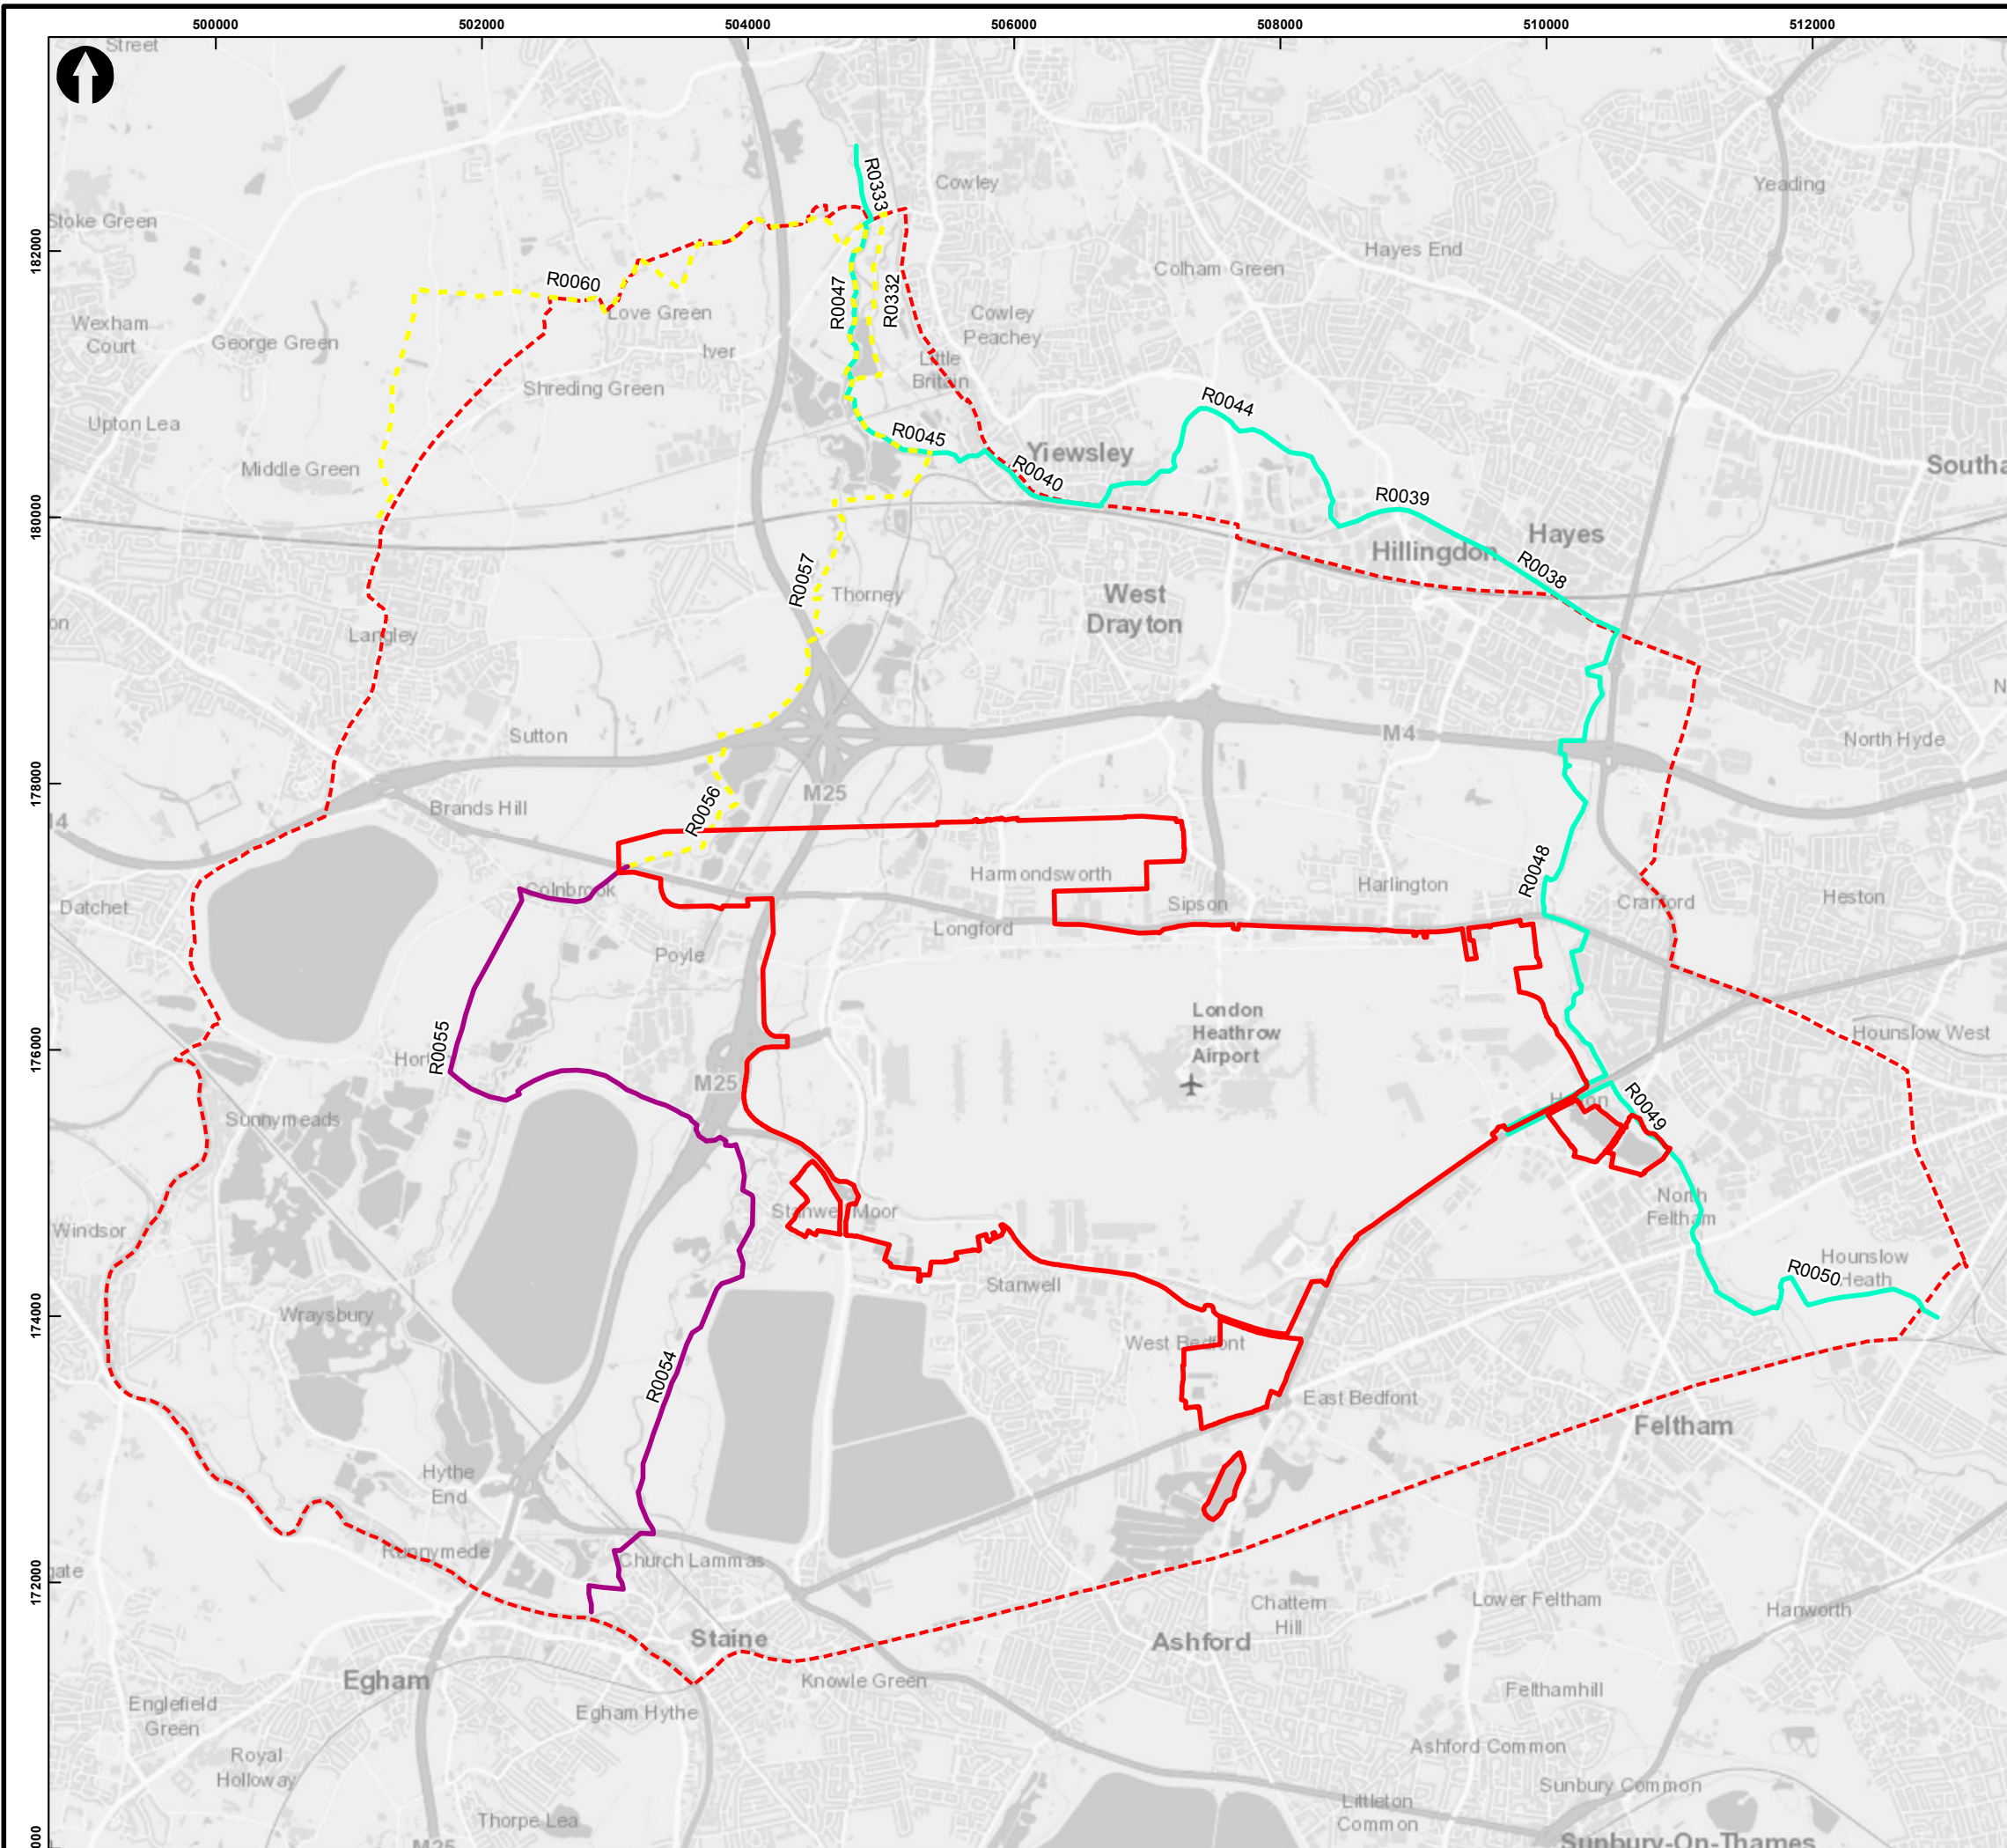 500000
502000
504000
506000
508000
510000
512000
Street
182000
180000
178000
176000
174000
172000
R0333
Cowley
Yeading
Stoke Green
Hayes End
Colham Green
R0060
R0047
R0332
Love Green
Wexham
Court
George Green
Iver
Cowley
Peachey
Little
Britain
Shreding Green
Upton Lea
R0044
R0045
Yiewsley
Middle Green
R0040
R0039
Southa
Hayes
Hillingdon
R0038
R0057
Thorney
West
Drayton
on
Langley
N
Sutton
M4
North Hyde
M25
Brands Hill
R0056
14
R0048
Harmondsworth
Harlington
Colnbrook
Datchet
Sipson
Cranford
Heston
Longford
Poyle
London
Heathrow
Airport
Hounslow West
R0055
Hor
M25
H on
R0049
Sunnymeads
North
Feltham
Windsor
Stanwell Moor
Hounslow
Heath
R0050
Stanwell
Wraysbury
West Bedfont
R0054
East Bedfont
Feltham
Hythe
End
Runnymede
Church Lammas
gate
Chattern
Hill
Lower Feltham
Hanworth
Staine
Ashford
Egham
Knowle Green
Englefield
Green
Egham Hythe
Felthamhill
Royal
Holloway
Ashford Common
Sunbury Common
Thorpe Lea
Littleton
Common
M25
Sunbury-On-Thames
000